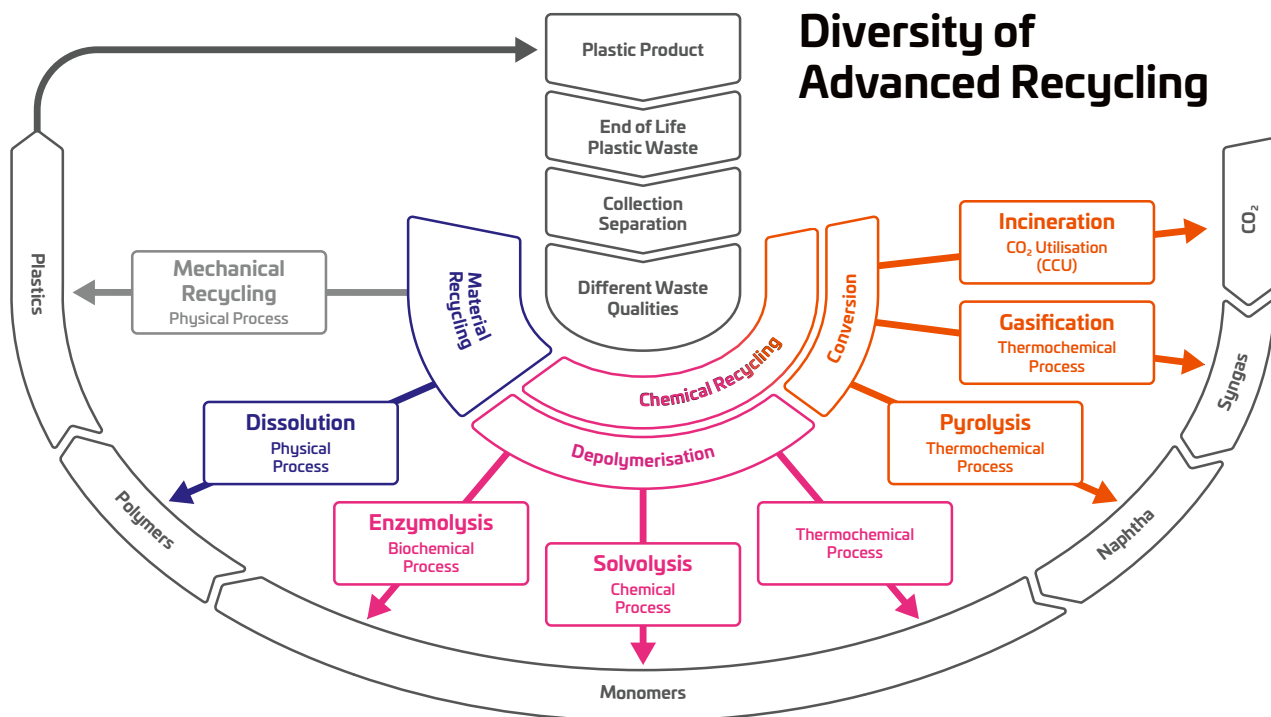 Diversity of
Advanced Recycling
Plastic Product
End of Life
Plastic Waste
Collection
Separation
Different Waste
Qualities
Material
Recycling
Chemical Recycling
Conversion
Depolymerisation
Mechanical
Recycling
Physical Process
Dissolution
Physical
Process
Enzymolysis
Biochemical
Process
Solvolysis
Chemical
Process
Thermochemical
Process
Pyrolysis
Thermochemical
Process
Gasification
Thermochemical
Process
Incineration
CO₂ Utilisation
(CCU)
Plastics
Polymers
Monomers
Naphtha
Syngas
CO₂